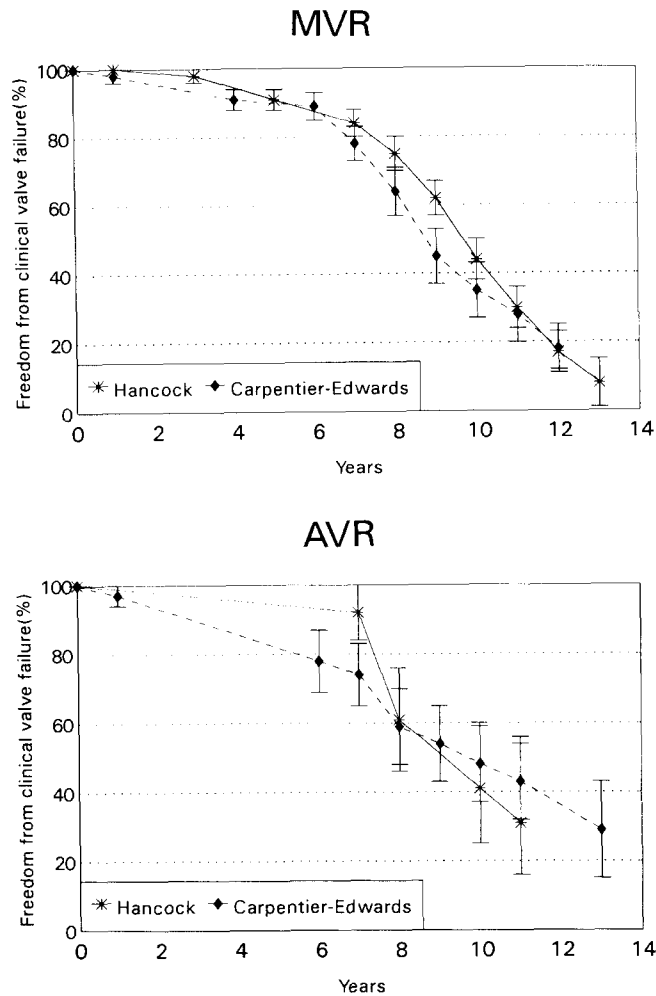 MVR
Freedom from clinical valve failure(%)
100
80
60
40
20
0
Hancock Carpentier-Edwards
0 2 4 6 8 10 12 14
Years
AVR
Freedom from clinical valve failure(%)
100
80
60
40
20
0
Hancock Carpentier-Edwards
0 2 4 6 8 10 12 14
Years